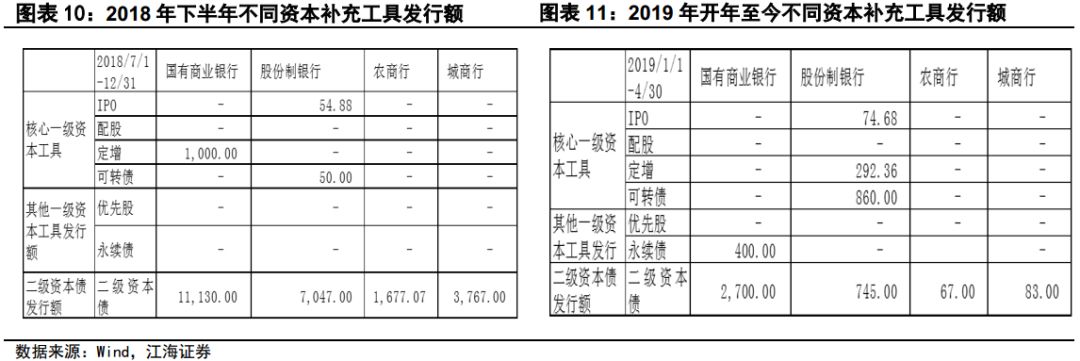 图表 10：2018 年下半年不同资本补充工具发行额
2018/7/1 国有商业银行 股份制银行 农商行 城商行
-12/31
核心一级资 IPO - 54.88 - -
本工具 配股 - - - -
定增 1,000.00 - - -
可转债 - 50.00 - -
其他一级资 优先股 - - - -
本工具发行
额 永续债 - - - -
二级资本债 二级资本 11,130.00 7,047.00 1,677.07 3,767.00
发行额 债
图表 11：2019 年开年至今不同资本补充工具发行额
2019/1/1 国有商业银行 股份制银行 农商行 城商行
-4/30
核心一级资 IPO - 74.68 - -
本工具 配股 - - - -
定增 - 292.36 - -
可转债 - 860.00 - -
其他一级资 优先股 - - - -
本工具发行 永续债 400.00 - - -
二级资本债 二级资本 2,700.00 745.00 67.00 83.00
发行额 债
数据来源：Wind，江海证券